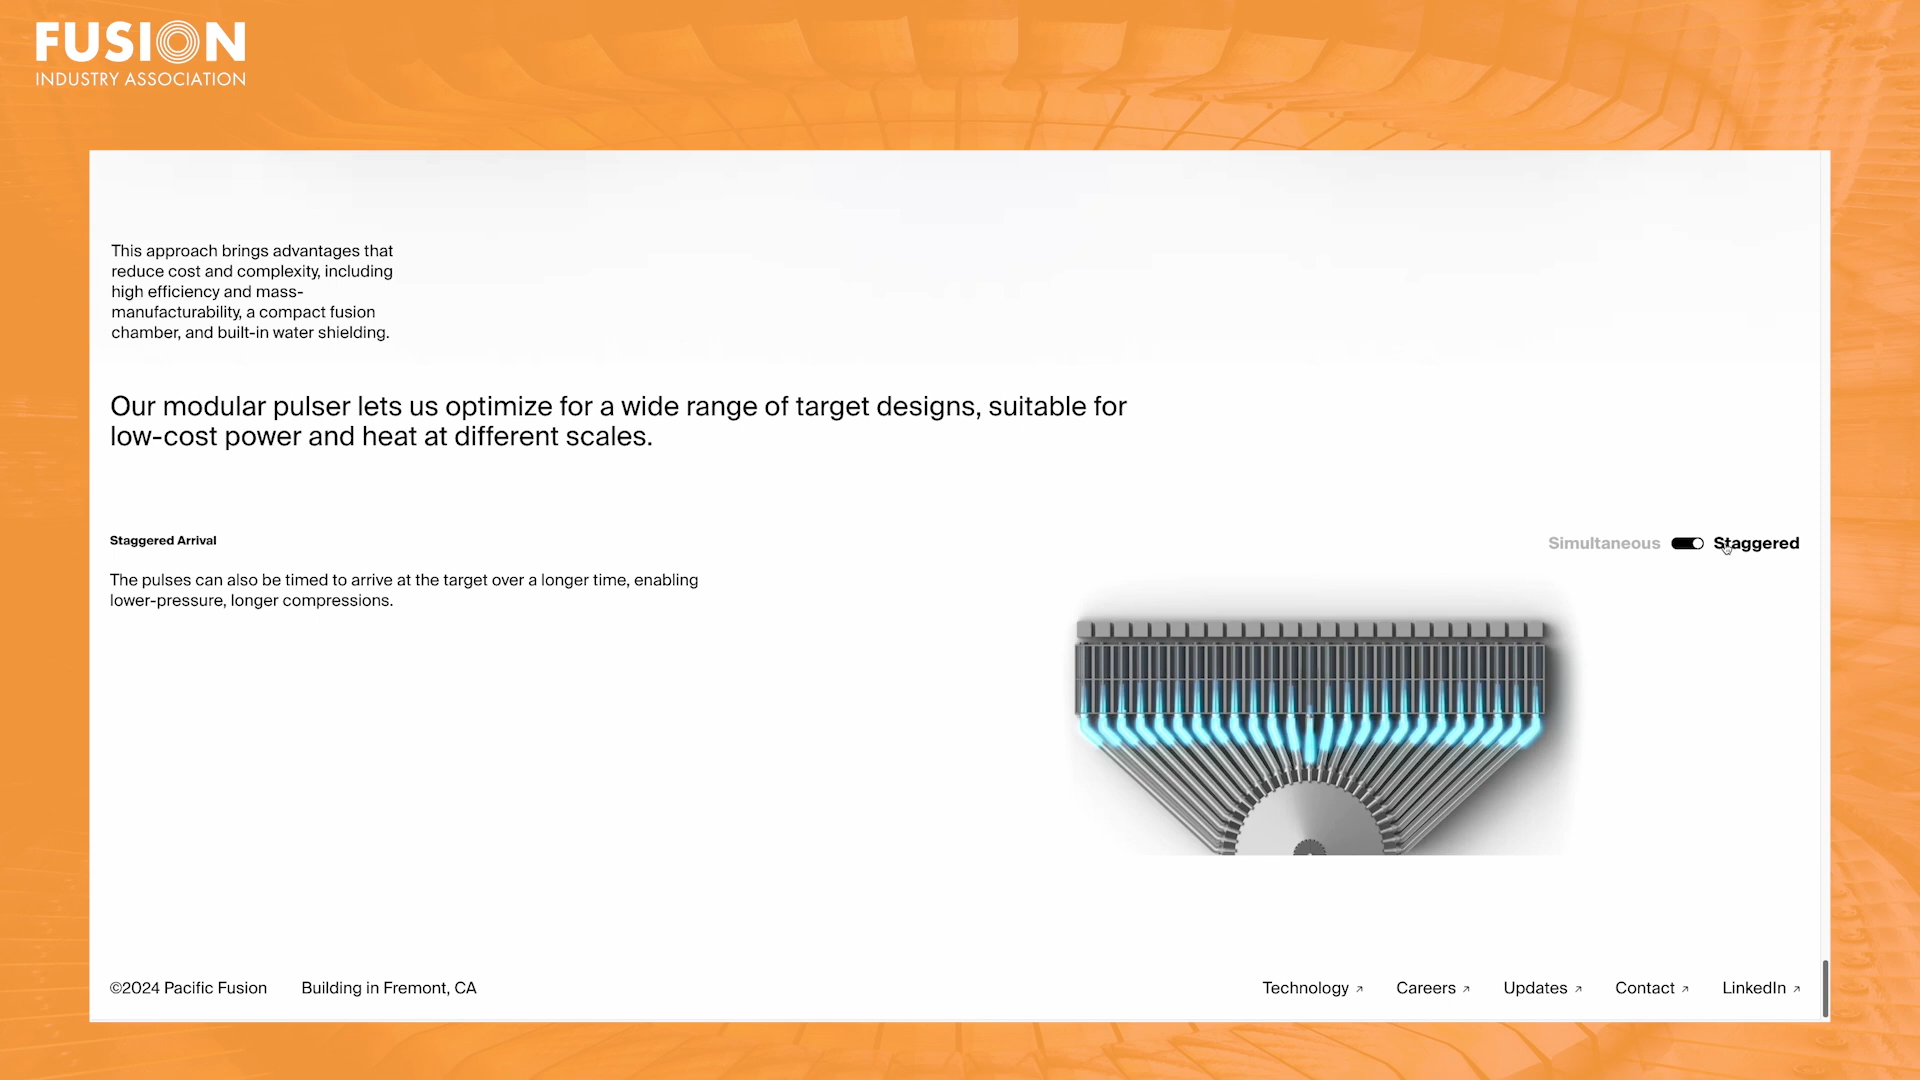 FUSION
INDUSTRY ASSOCIATION
This approach brings advantages that
reduce cost and complexity, including
high efficiency and mass-
manufacturability, a compact fusion
chamber, and built-in water shielding.
Our modular pulser lets us optimize for a wide range of target designs, suitable for
low-cost power and heat at different scales.
Staggered Arrival
Simultaneous Staggered
The pulses can also be timed to arrive at the target over a longer time, enabling
lower-pressure, longer compressions.
©2024 Pacific Fusion Building in Fremont, CA Technology ↗ Careers ↗ Updates ↗ Contact ↗ LinkedIn ↗